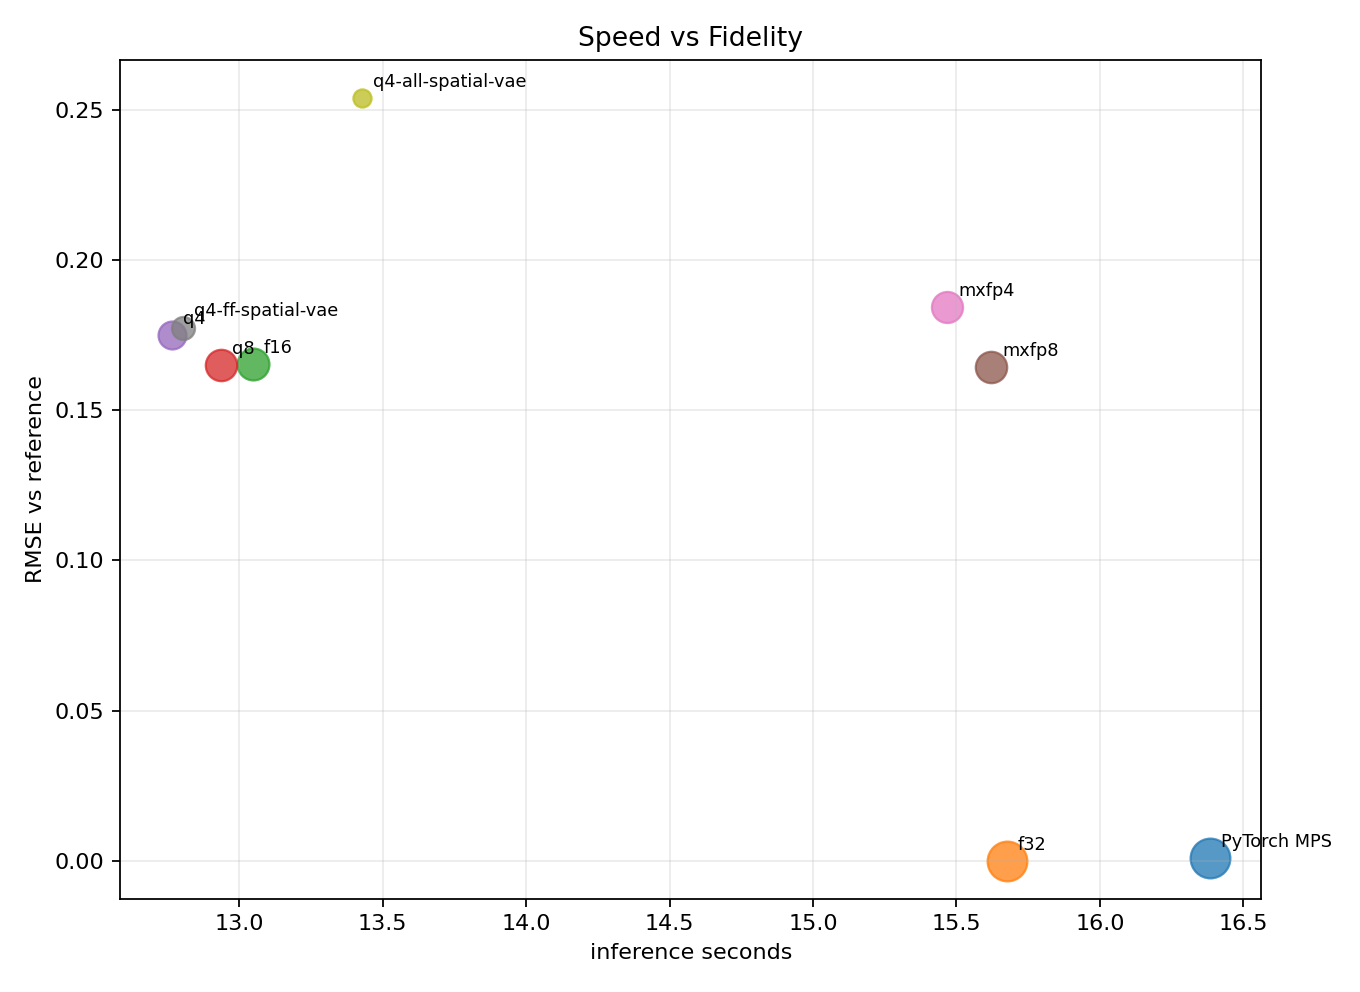 Speed vs Fidelity
q4-all-spatial-vae
q4-ff-spatial-vae
q4
q8
f16
mxfp4
mxfp8
f32
PyTorch MPS
0.25
0.20
0.15
0.10
0.05
0.00
RMSE vs reference
13.0 13.5 14.0 14.5 15.0 15.5 16.0 16.5
inference seconds